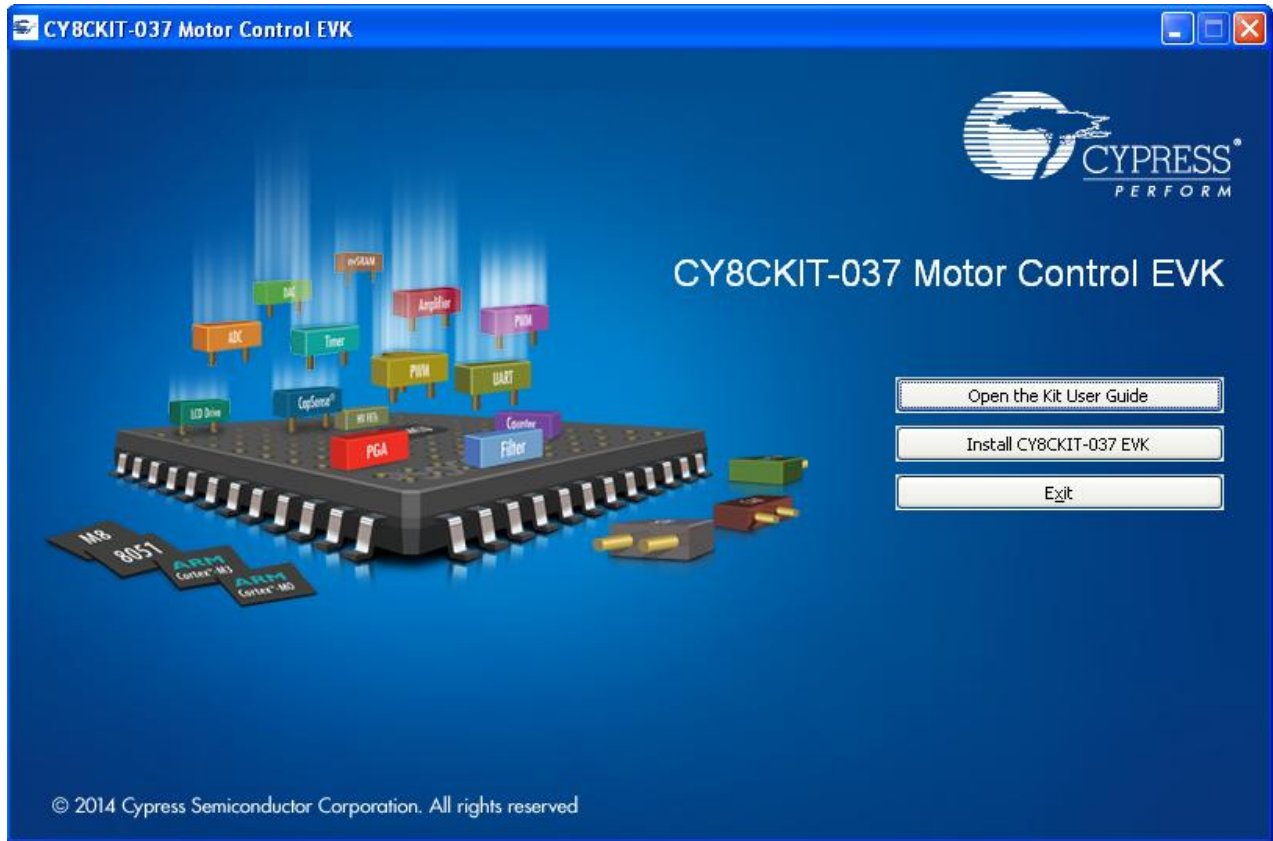 CY8CKIT-037 Motor Control EVK
CYPRESS®
PERFORM
CY8CKIT-037 Motor Control EVK
nvSRAM
DAC
Amplifier
PWM
ADC
Timer
PWM
UART
LCD Drive
CapSense®
Counter
PGA
Filter
Open the Kit User Guide
Install CY8CKIT-037 EVK
Exit
M8
8051
ARM
Cortex™-M3
ARM
Cortex™-M0
© 2014 Cypress Semiconductor Corporation. All rights reserved